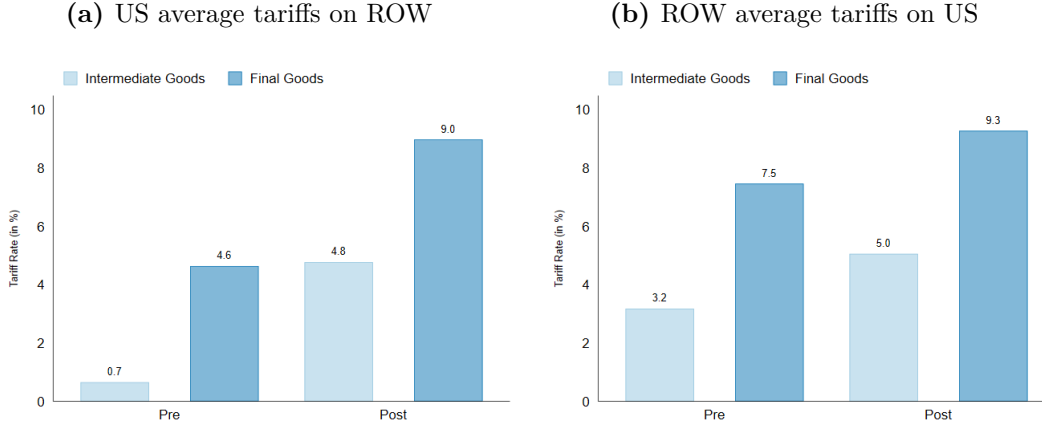 (a) US average tariffs on ROW
Intermediate Goods Final Goods
Tariff Rate (in %)
10
8
6
4
2
0
0.7
4.6
4.8
9.0
Pre Post
(b) ROW average tariffs on US
Intermediate Goods Final Goods
Tariff Rate (in %)
10
8
6
4
2
0
3.2
7.5
5.0
9.3
Pre Post